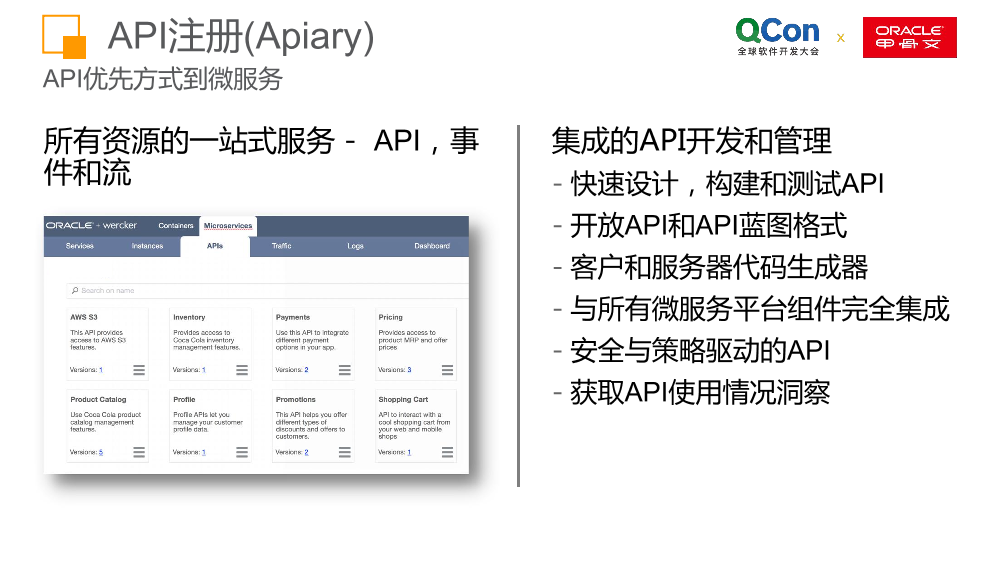 API注册(Apiary)
API优先方式到微服务
QCon
全球软件开发大会
x
ORACLE
甲骨文
所有资源的一站式服务 - API，事
件和流
ORACLE + wercker Containers Microservices
Services Instances APIs Traffic Logs Dashboard
Search on name
AWS S3
This API provides
access to AWS S3
features.
Versions: 1
Inventory
Provides access to
Coca Cola inventory
management features.
Versions: 1
Payments
Use this API to integrate
different payment
options in your app.
Versions: 2
Pricing
Provides access to
product MRP and offer
prices
Versions: 3
Product Catalog
Use Coca Cola product
catalog management
features.
Versions: 5
Profile
Profile APIs let you
manage your customer
profile data.
Versions: 1
Promotions
This API helps you offer
different types of
discounts and offers to
customers.
Versions: 2
Shopping Cart
API to interact with a
cool shopping cart from
your web and mobile
shops
Versions: 1
集成的API开发和管理
- 快速设计，构建和测试API
- 开放API和API蓝图格式
- 客户和服务器代码生成器
- 与所有微服务平台组件完全集成
- 安全与策略驱动的API
- 获取API使用情况洞察